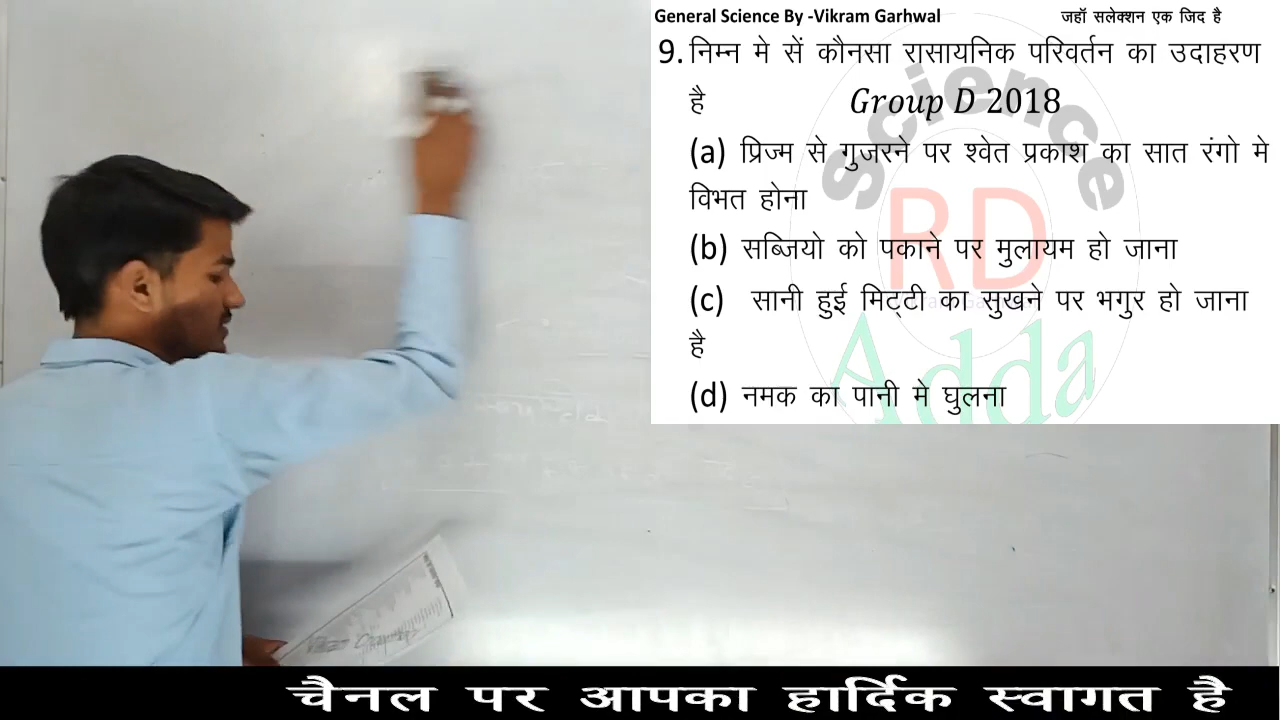 General Science By -Vikram Garhwal
जहाॅ सलेक्शन एक जिद है
9. निम्न मे सें कौनसा रासायनिक परिवर्तन का उदाहरण
है Group D 2018
(a) प्रिज्म से गुजरने पर श्वेत प्रकाश का सात रंगो मे
विभत होना
(b) सब्जियो को पकाने पर मुलायम हो जाना
(c) सानी हुई मिट्टी का सुखने पर भगुर हो जाना
है
(d) नमक का पानी मे घुलना
Science
RD
Adda
चैनल पर आपका हार्दिक स्वागत है